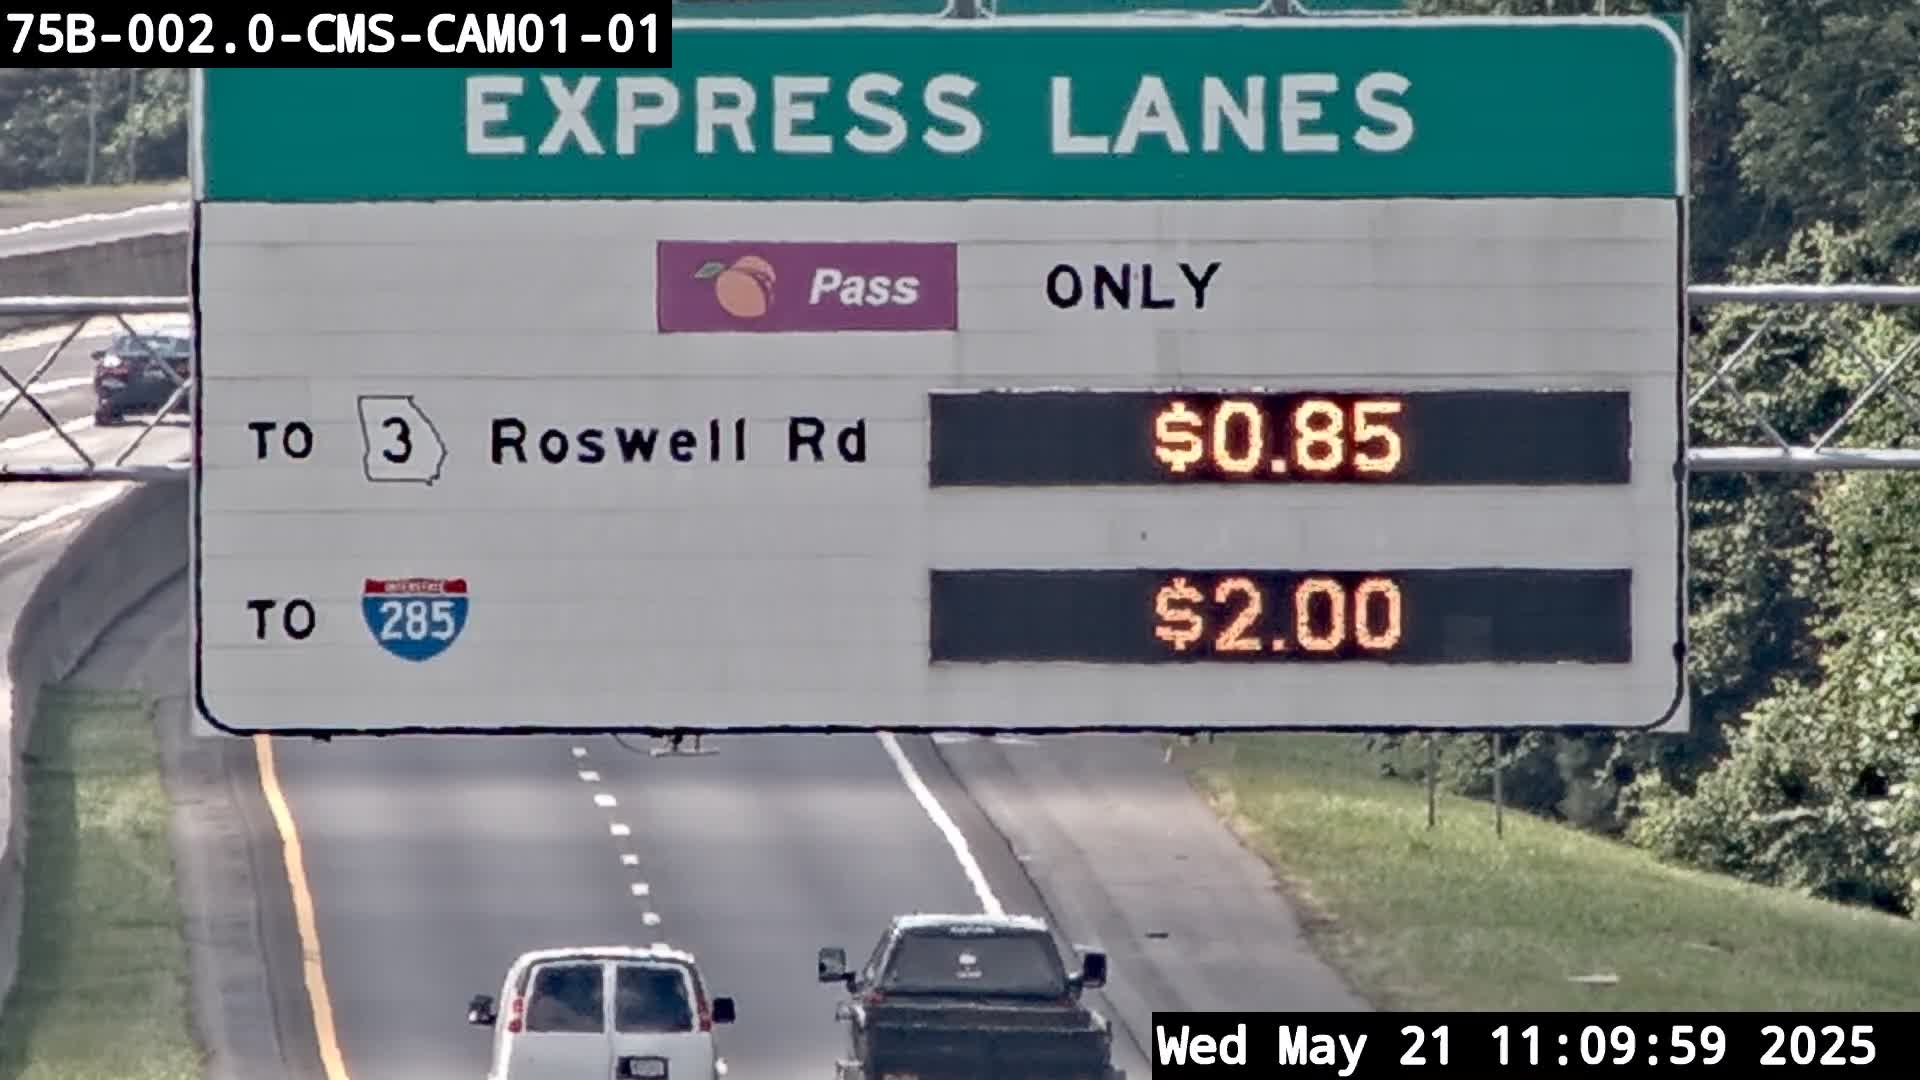 75B-002.0-CMS-CAM01-01
EXPRESS LANES
Pass ONLY
TO 3 Roswell Rd $0.85
INTERSTATE
TO 285 $2.00
Wed May 21 11:09:59 2025